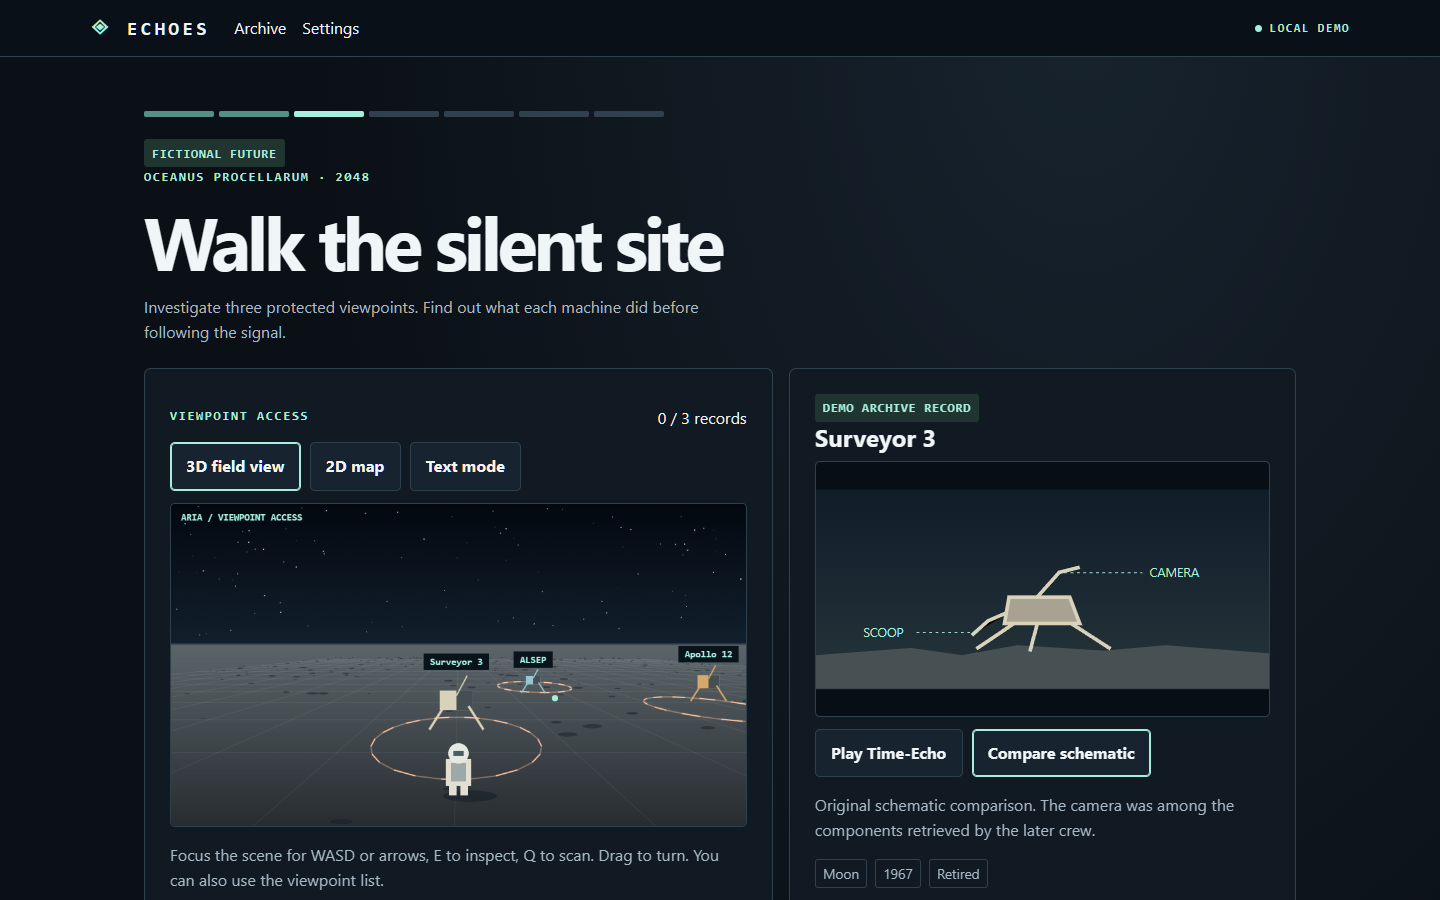 ECHOES Archive Settings LOCAL DEMO
FICTIONAL FUTURE
OCEANUS PROCELLARUM · 2048
Walk the silent site
Investigate three protected viewpoints. Find out what each machine did before
following the signal.
VIEWPOINT ACCESS 0 / 3 records
3D field view 2D map Text mode
ARIA / VIEWPOINT ACCESS
Surveyor 3 ALSEP Apollo 12
Focus the scene for WASD or arrows, E to inspect, Q to scan. Drag to turn. You
can also use the viewpoint list.
DEMO ARCHIVE RECORD
Surveyor 3
CAMERA
SCOOP
Play Time-Echo Compare schematic
Original schematic comparison. The camera was among the
components retrieved by the later crew.
Moon 1967 Retired